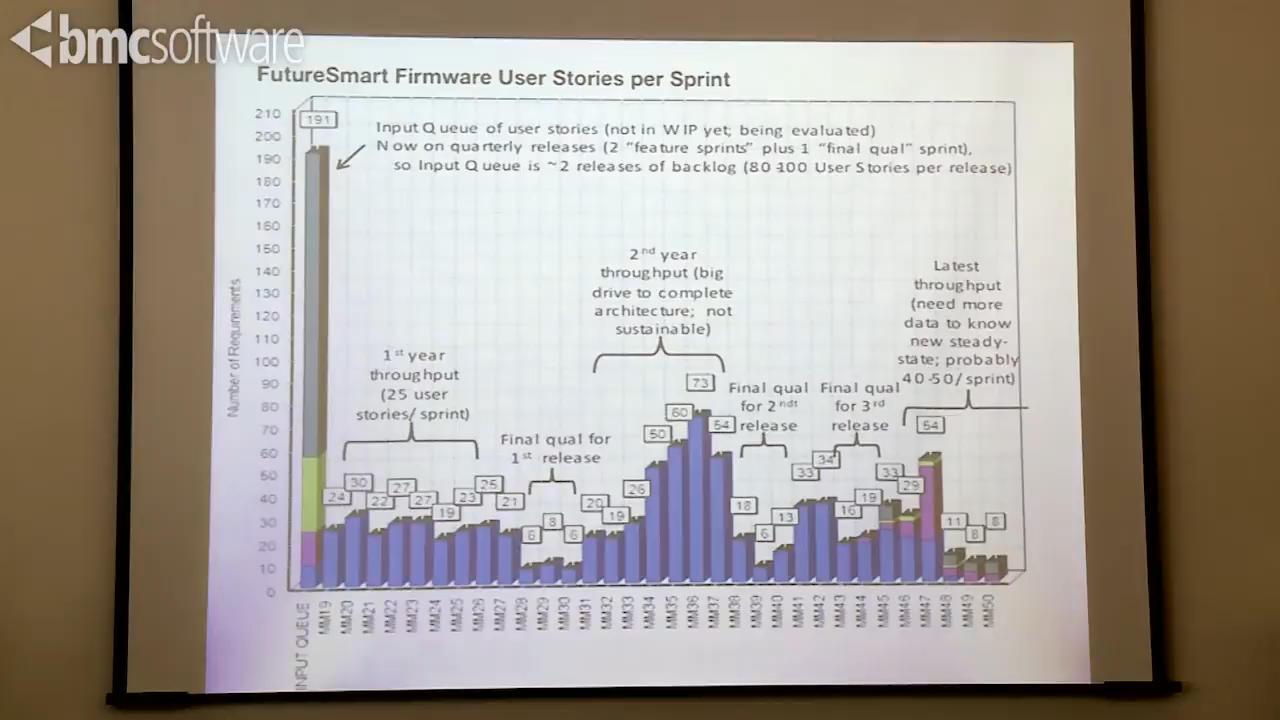 bmcsoftware
FutureSmart Firmware User Stories per Sprint
Input Queue of user stories (not in WIP yet; being evaluated)
Now on quarterly releases (2 "feature sprints" plus 1 "final qual" sprint),
so Input Queue is ~2 releases of backlog (80-100 User Stories per release)
2nd year
throughput (big
drive to complete
architecture; not
sustainable)
Latest
throughput
(need more
data to know
new steady-
state; probably
40-50/sprint)
1st year
throughput
(25 user
stories/sprint)
Final qual for
1st release
Final qual
for 2ndt
release
Final qual
for 3rd
release
Number of Requirements
210
200
190
180
170
160
150
140
130
120
110
100
90
80
70
60
50
40
30
20
10
0
191
24
30
22
27
27
19
23
25
21
6
8
6
20
19
26
50
60
73
54
18
6
13
33
34
16
19
33
29
54
11
8
8
INPUT QUEUE
MM19
MM20
MM21
MM22
MM23
MM24
MM25
MM26
MM27
MM28
MM29
MM30
MM31
MM32
MM33
MM34
MM35
MM36
MM37
MM38
MM39
MM40
MM41
MM42
MM43
MM44
MM45
MM46
MM47
MM48
MM49
MM50